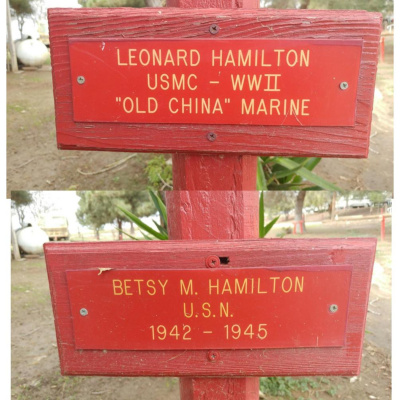 LEONARD HAMILTON
USMC - WWII
"OLD CHINA" MARINE
BETSY M. HAMILTON
U.S.N.
1942 - 1945